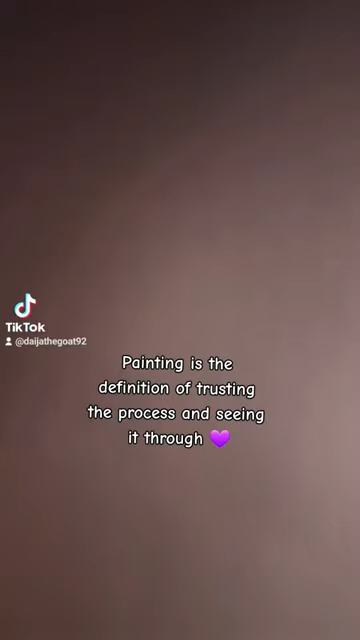 TikTok
@daijathegoat92
Painting is the
definition of trusting
the process and seeing
it through 💜